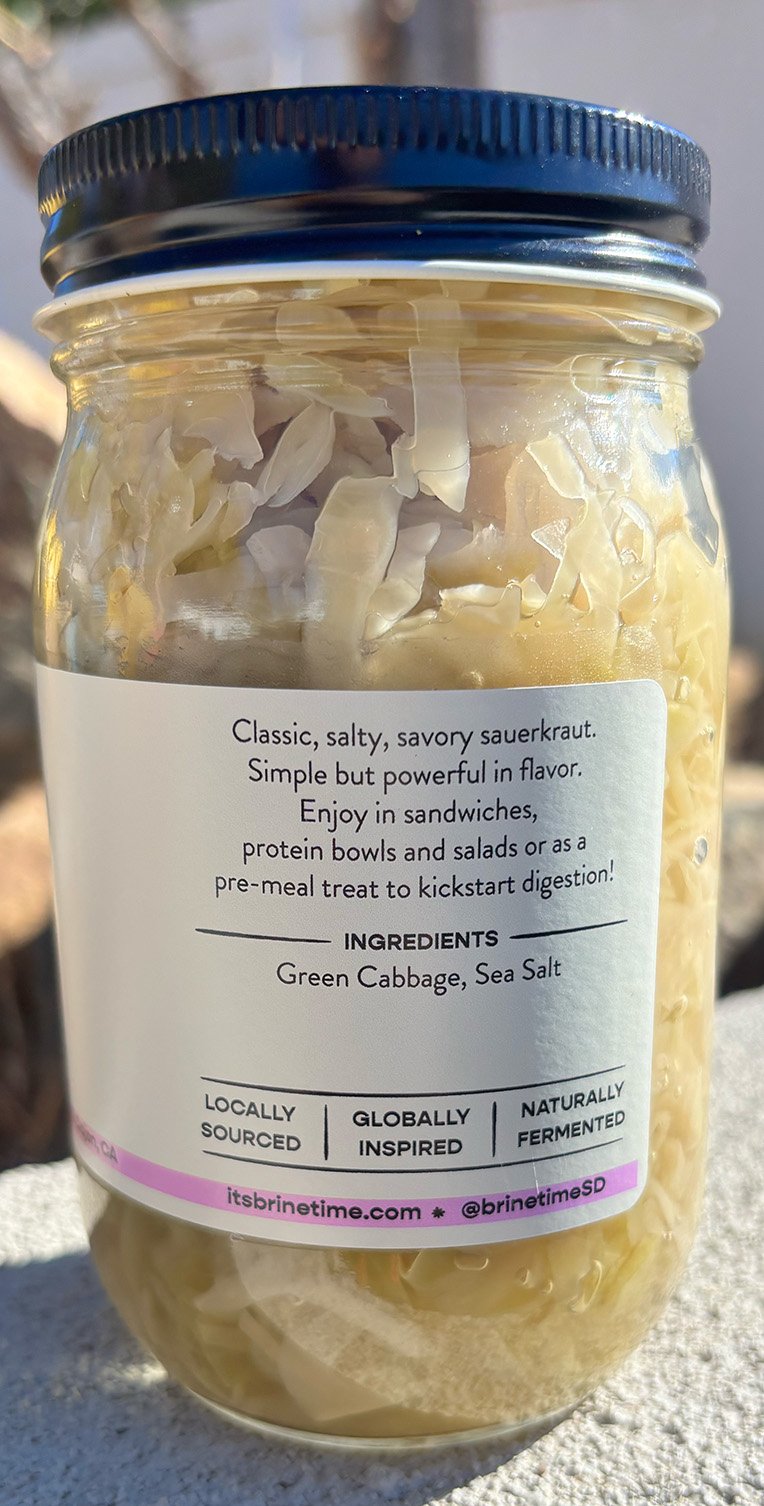 Classic, salty, savory sauerkraut.
Simple but powerful in flavor.
Enjoy in sandwiches,
protein bowls and salads or as a
pre-meal treat to kickstart digestion!
INGREDIENTS
Green Cabbage, Sea Salt
LOCALLY SOURCED
GLOBALLY INSPIRED
NATURALLY FERMENTED
CA
itsbrinetime.com * @brinetimeSD